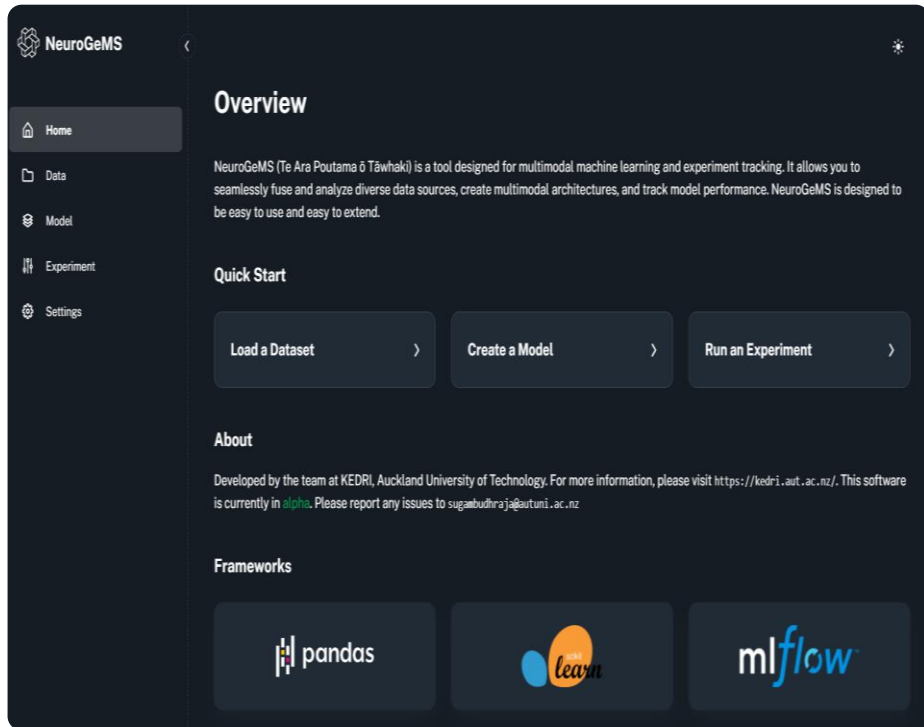 NeuroGeMS
Home
Data
Model
Experiment
Settings
Overview
NeuroGeMS (Te Ara Poutama ō Tāwhaki) is a tool designed for multimodal machine learning and experiment tracking. It allows you to
seamlessly fuse and analyze diverse data sources, create multimodal architectures, and track model performance. NeuroGeMS is designed to
be easy to use and easy to extend.
Quick Start
Load a Dataset
Create a Model
Run an Experiment
About
Developed by the team at KEDRI, Auckland University of Technology. For more information, please visit https://kedri.aut.ac.nz/. This software
is currently in alpha. Please report any issues to sugambudhraja@autuni.ac.nz
Frameworks
pandas
scikit
learn
mlflow